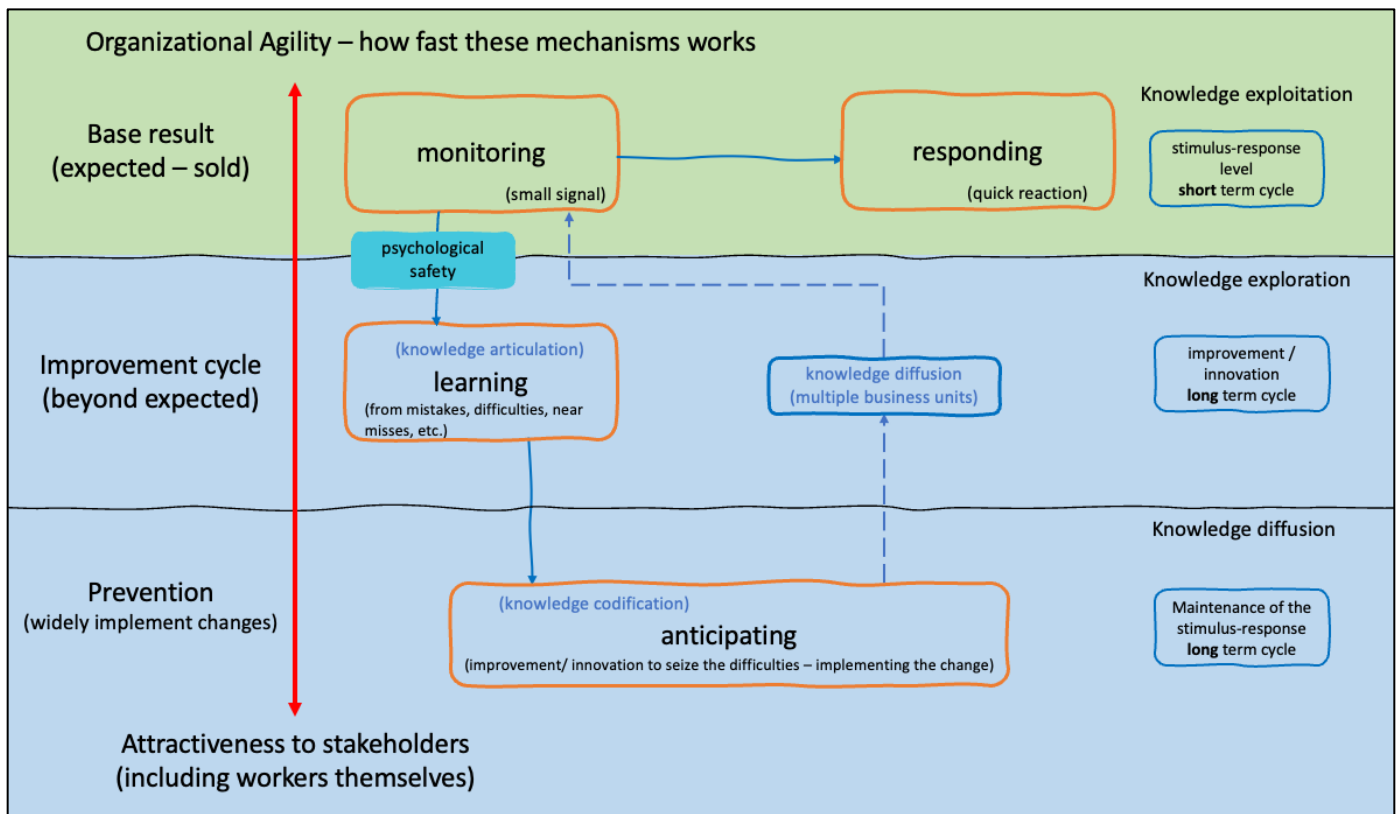 Organizational Agility – how fast these mechanisms works
Base result
(expected – sold)
monitoring
(small signal)
responding
(quick reaction)
Knowledge exploitation
stimulus-response
level
short term cycle
psychological
safety
Improvement cycle
(beyond expected)
(knowledge articulation)
learning
(from mistakes, difficulties, near
misses, etc.)
knowledge diffusion
(multiple business units)
Knowledge exploration
improvement /
innovation
long term cycle
Prevention
(widely implement changes)
(knowledge codification)
anticipating
(improvement/ innovation to seize the difficulties – implementing the change)
Knowledge diffusion
Maintenance of the
stimulus-response
long term cycle
Attractiveness to stakeholders
(including workers themselves)